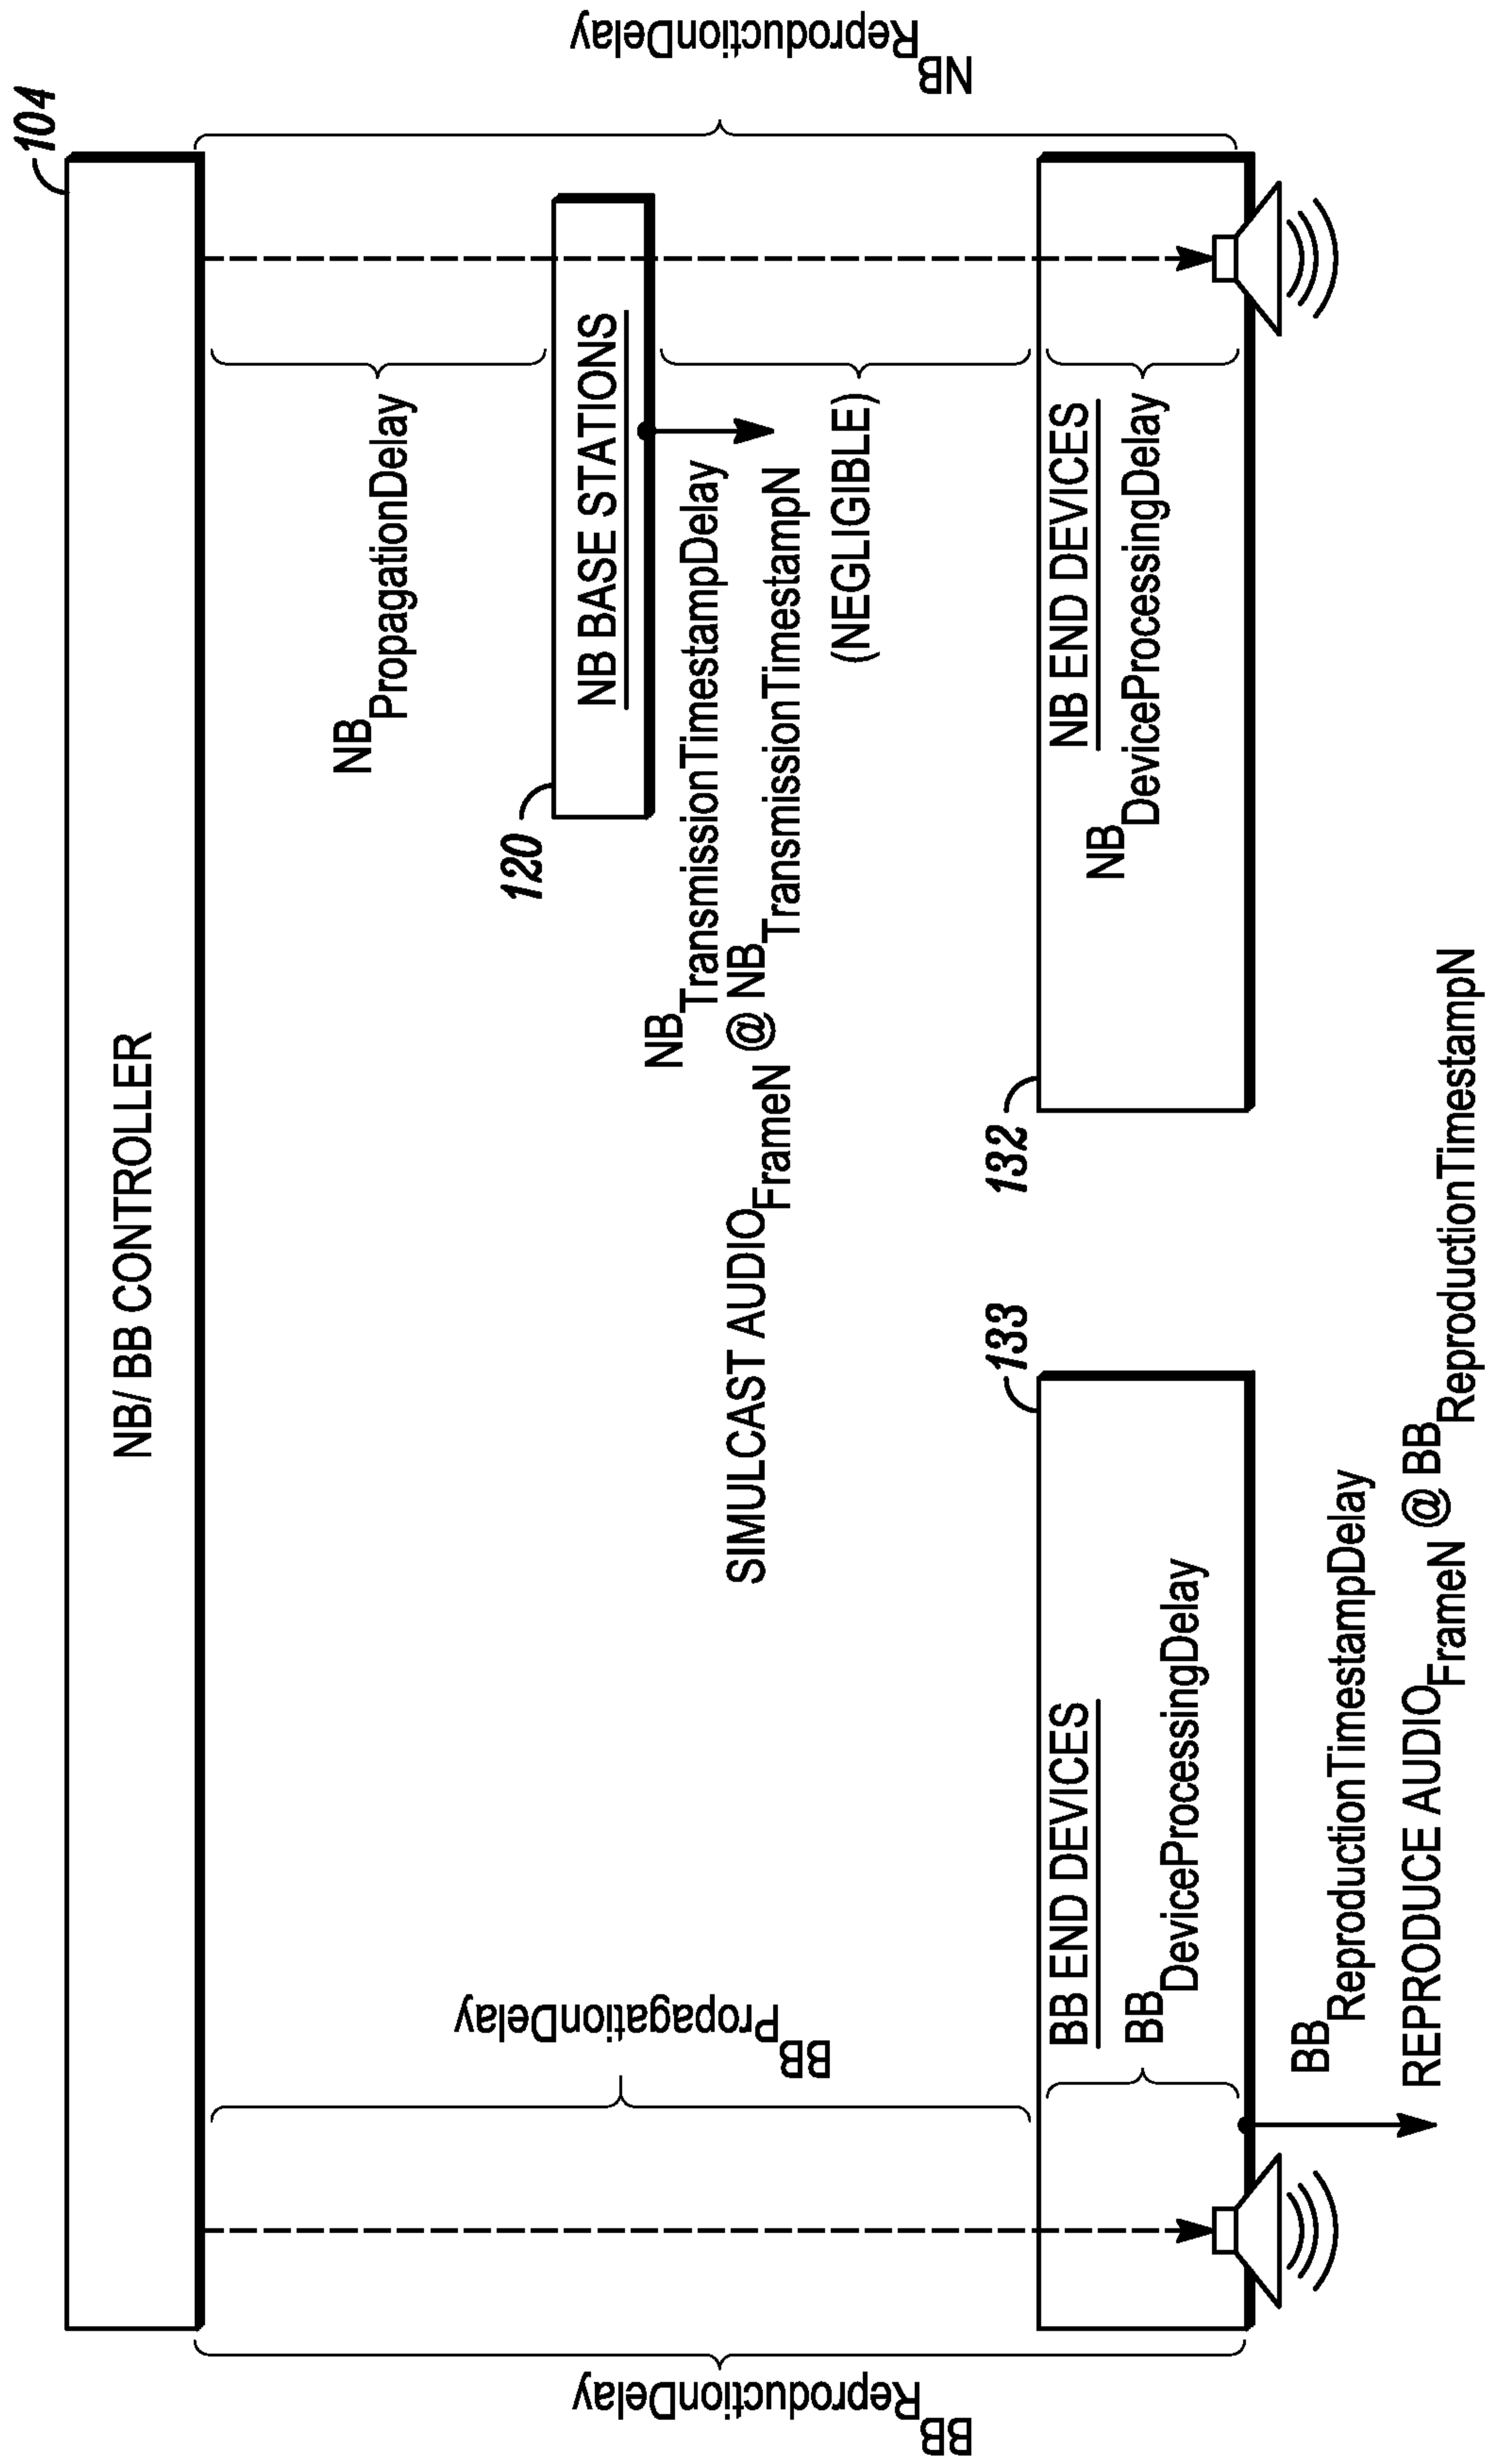 104
NB/ BB CONTROLLER
NB ReproductionDelay
BB ReproductionDelay
BB PropagationDelay
NB PropagationDelay
120
NB BASE STATIONS
NB TransmissionTimestampDelay
SIMULCAST AUDIO FrameN @ NB TransmissionTimestampN
(NEGLIGIBLE)
133
BB END DEVICES
BB DeviceProcessingDelay
132
NB END DEVICES
NB DeviceProcessingDelay
BB ReproductionTimestampDelay
REPRODUCE AUDIO FrameN @ BB ReproductionTimestampN